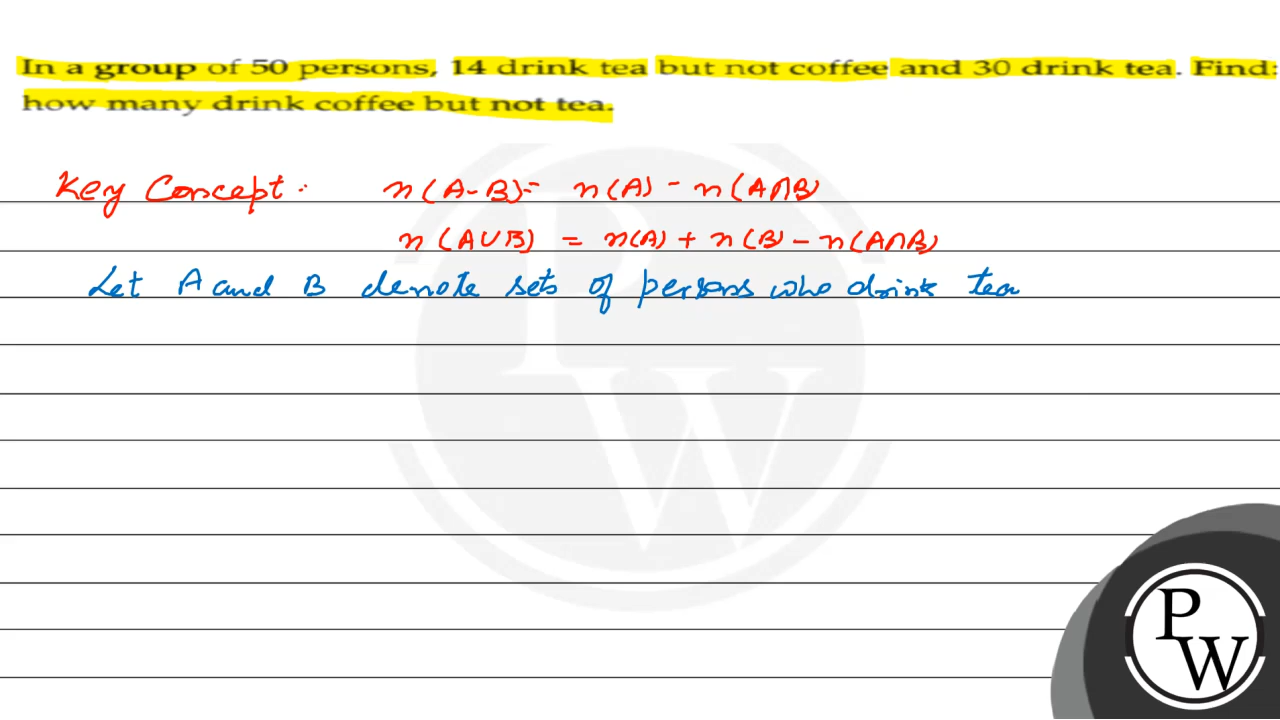 In a group of 50 persons, 14 drink tea but not coffee and 30 drink tea. Find:
how many drink coffee but not tea.
Key Concept: n(A-B)= n(A) - n(A∩B)
n(A∪B) = n(A) + n(B) - n(A∩B)
Let A and B denote sets of persons who drink tea
PW
PW